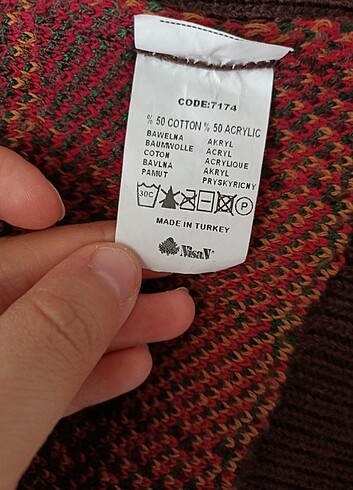 CODE:7174
% 50 COTTON % 50 ACRYLIC
BAWELNA AKRYL
BAUMWOLLE ACRYL
COTON ACRYLIQUE
BAVLNA AKRYL
PAMUT PRYSKYRICNY
30C P
MADE IN TURKEY
NisaN